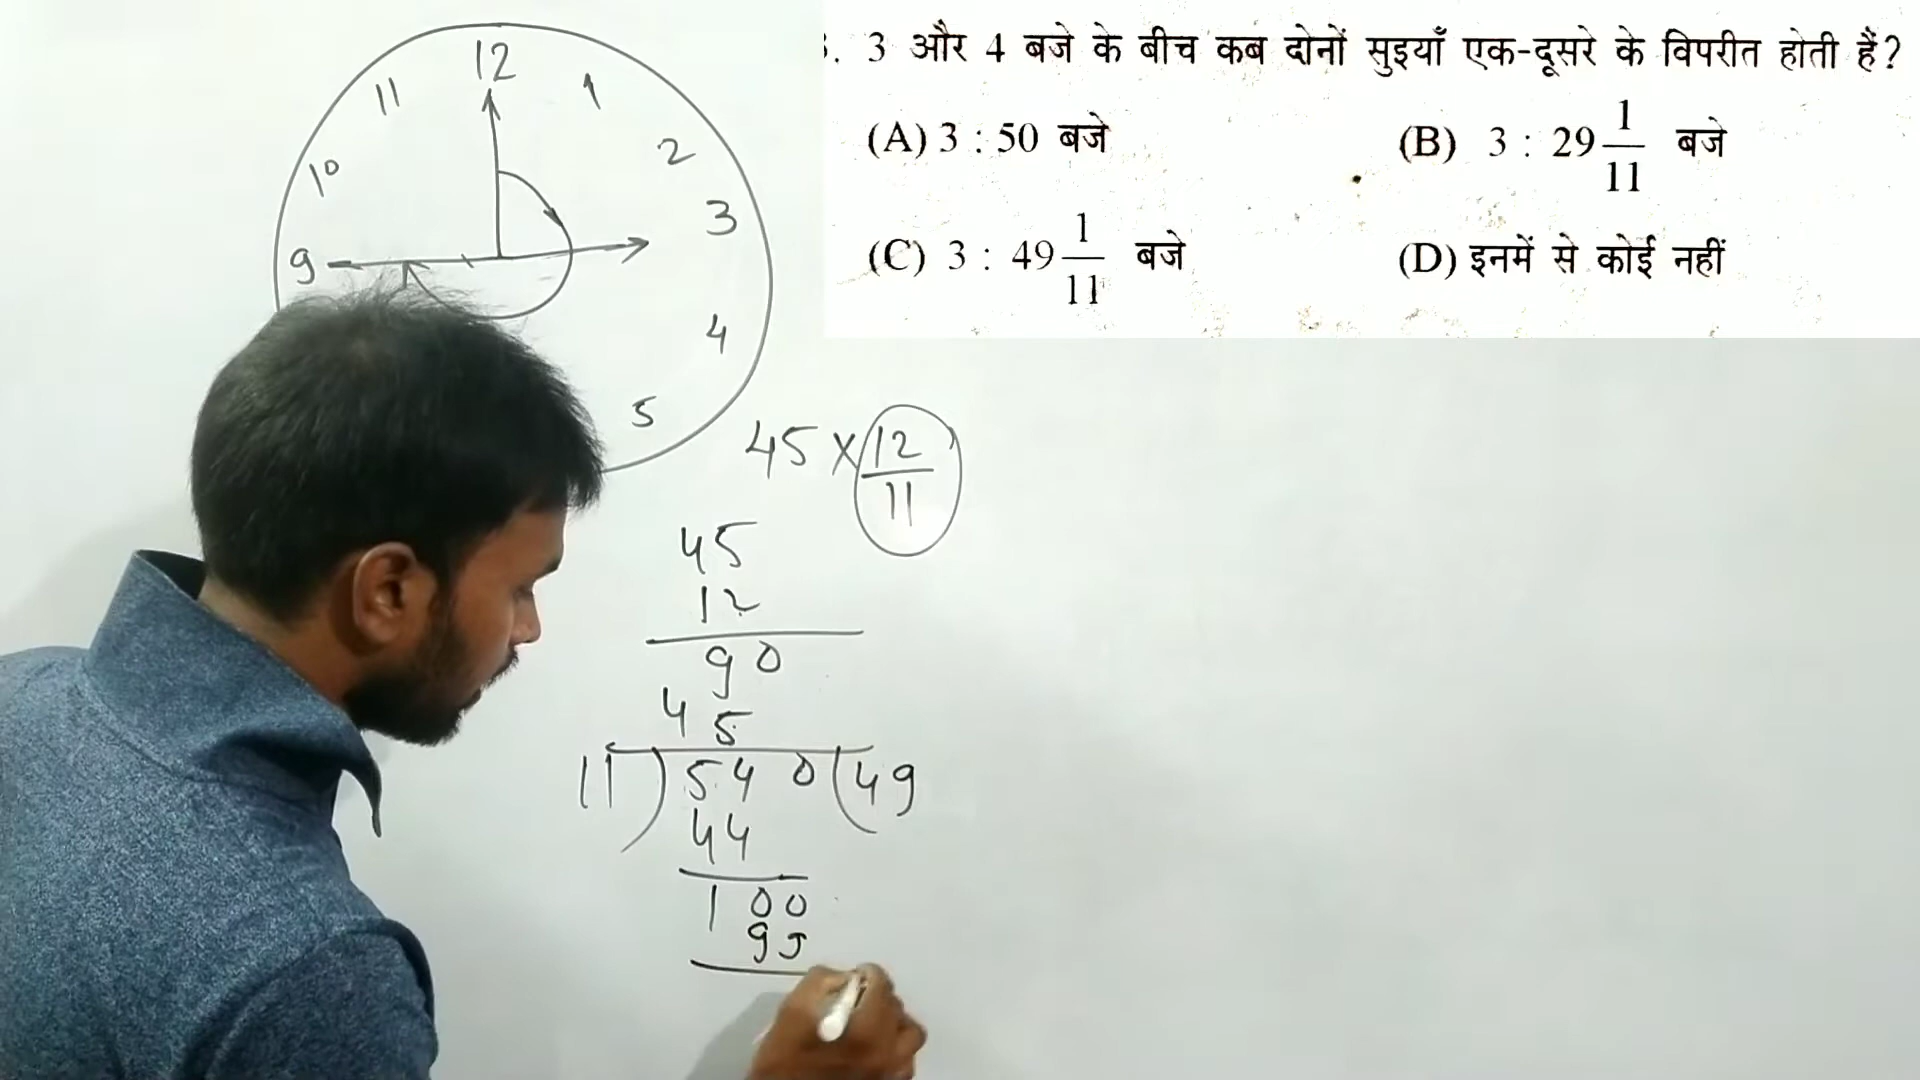 3. 3 और 4 बजे के बीच कब दोनों सुइयाँ एक-दूसरे के विपरीत होती हैं?
(A) 3 : 50 बजे
(B) 3 : 29 1/11 बजे
(C) 3 : 49 1/11 बजे
(D) इनमें से कोई नहीं
12
11
1
10
2
9
3
4
5
45 x 12/11
45
12
90
45
11 ) 540 ( 49
44
100
99